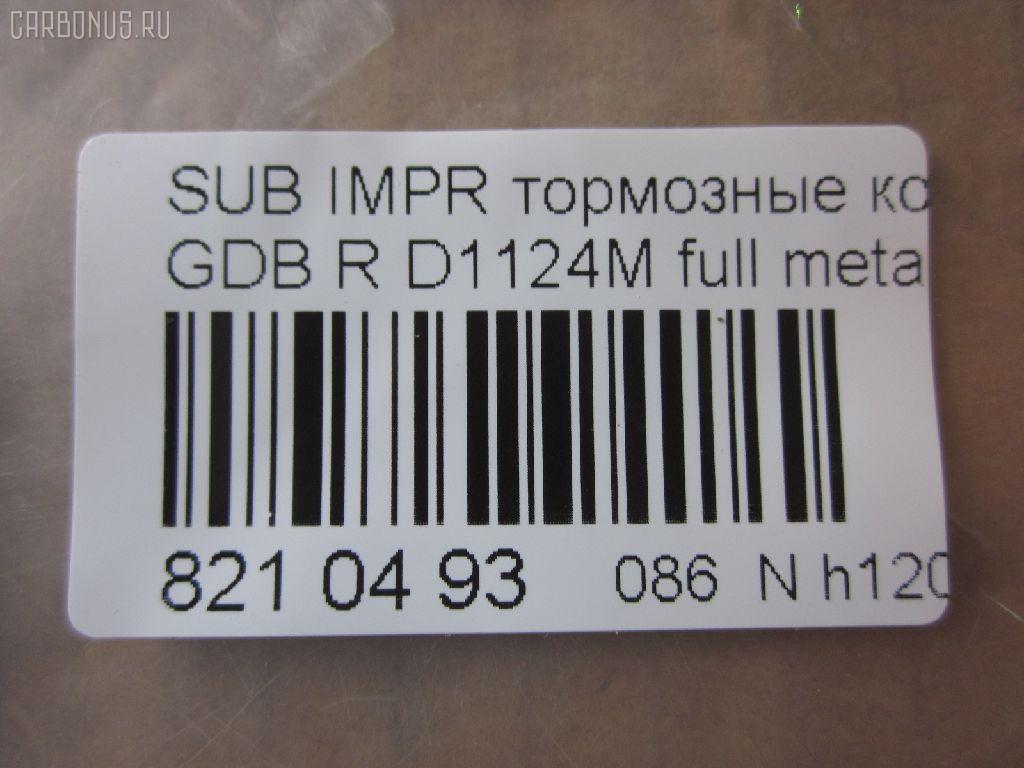 CARBONUS.RU
SUB IMPR тормозные ко
GDB R D1124M full meta
821 04 93 086 N h120